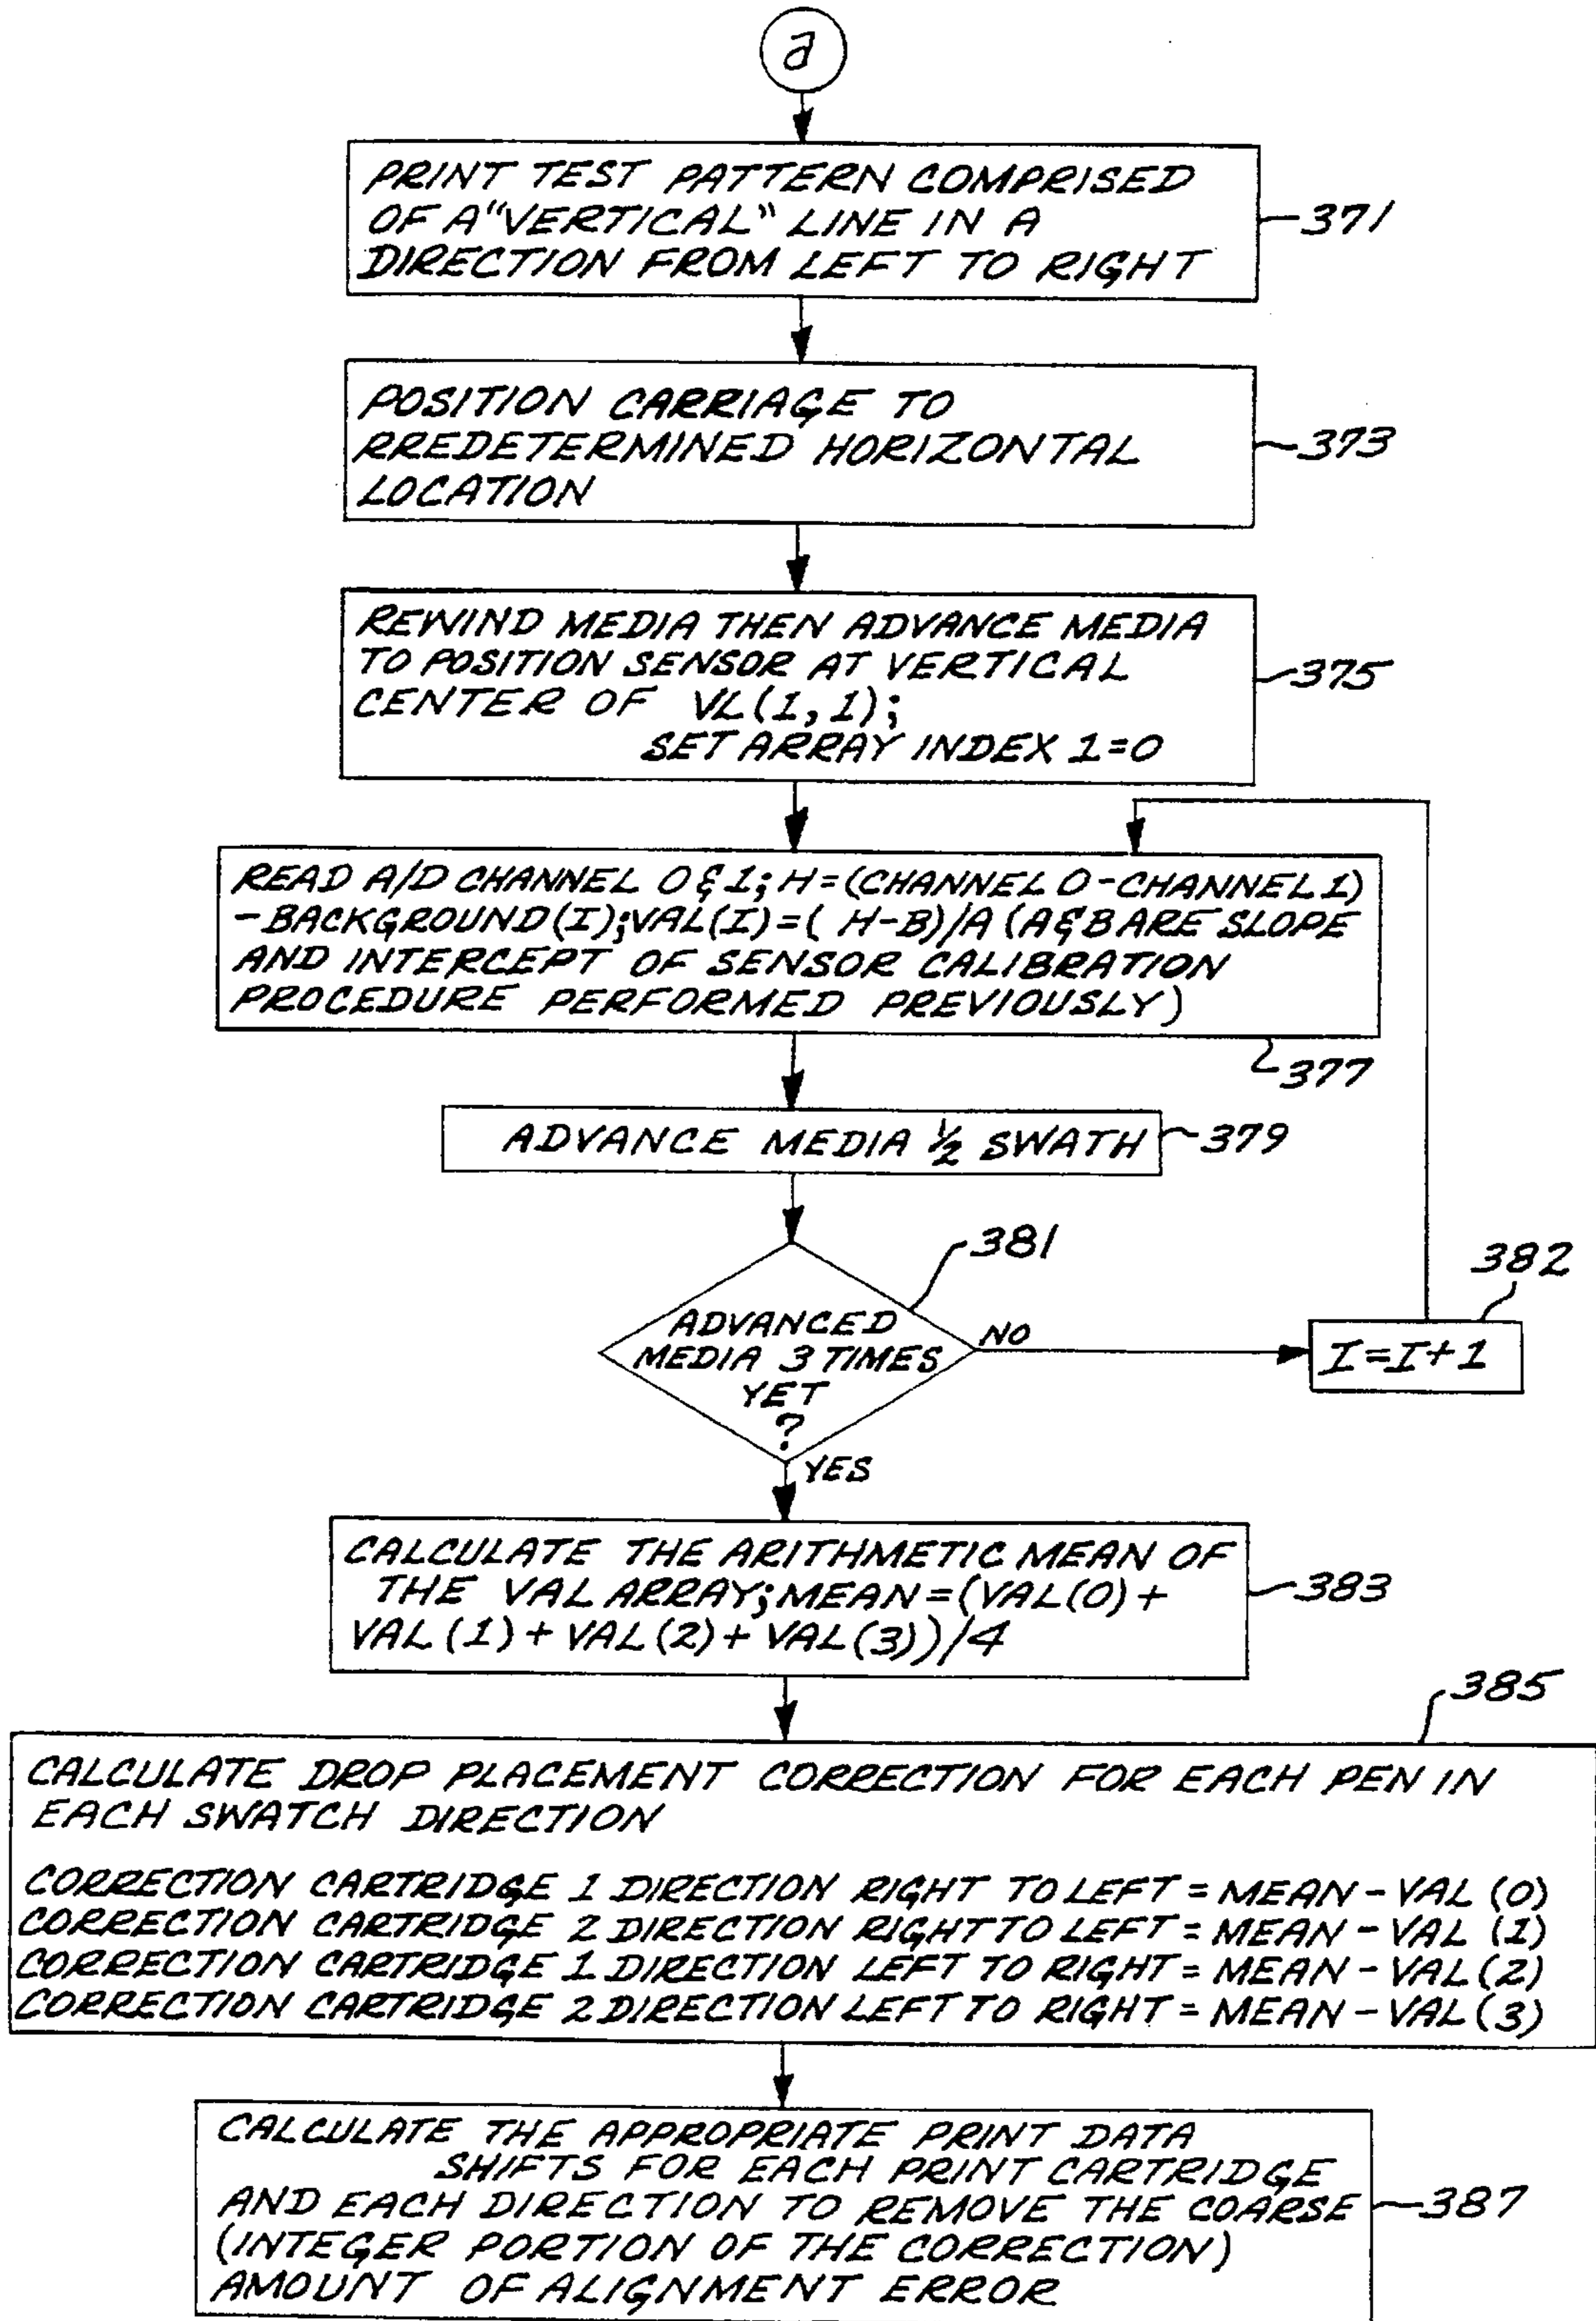 a
PRINT TEST PATTERN COMPRISED
OF A "VERTICAL" LINE IN A
DIRECTION FROM LEFT TO RIGHT
371
POSITION CARRIAGE TO
RREDETERMINED HORIZONTAL
LOCATION
373
REWIND MEDIA THEN ADVANCE MEDIA
TO POSITION SENSOR AT VERTICAL
CENTER OF VL(1,1);
SET ARRAY INDEX 1=0
375
READ A/D CHANNEL 0 & 1; H=(CHANNEL 0-CHANNEL 1)
-BACKGROUND(I); VAL(I)=( H-B)/A (A&B ARE SLOPE
AND INTERCEPT OF SENSOR CALIBRATION
PROCEDURE PERFORMED PREVIOUSLY)
377
ADVANCE MEDIA ½ SWATH
379
381
ADVANCED
MEDIA 3 TIMES
YET
?
NO
382
I=I+1
YES
CALCULATE THE ARITHMETIC MEAN OF
THE VAL ARRAY; MEAN=(VAL(0)+
VAL(1)+VAL(2)+VAL(3))/4
383
385
CALCULATE DROP PLACEMENT CORRECTION FOR EACH PEN IN
EACH SWATCH DIRECTION
CORRECTION CARTRIDGE 1 DIRECTION RIGHT TO LEFT = MEAN-VAL (0)
CORRECTION CARTRIDGE 2 DIRECTION RIGHT TO LEFT = MEAN-VAL (1)
CORRECTION CARTRIDGE 1 DIRECTION LEFT TO RIGHT = MEAN-VAL(2)
CORRECTION CARTRIDGE 2 DIRECTION LEFT TO RIGHT = MEAN-VAL(3)
CALCULATE THE APPROPRIATE PRINT DATA
SHIFTS FOR EACH PRINT CARTRIDGE
AND EACH DIRECTION TO REMOVE THE COARSE
(INTEGER PORTION OF THE CORRECTION)
AMOUNT OF ALIGNMENT ERROR
387